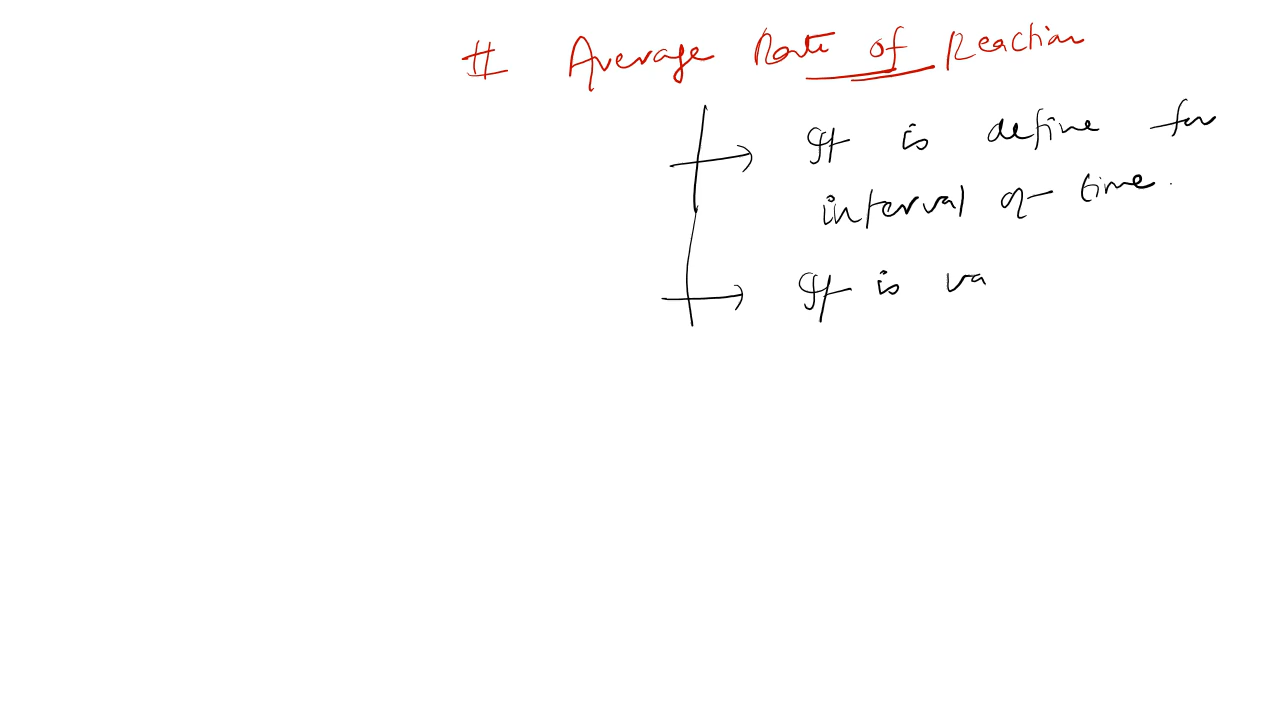 # Average Rate of Reaction
It is define for
interval of time.
It is va